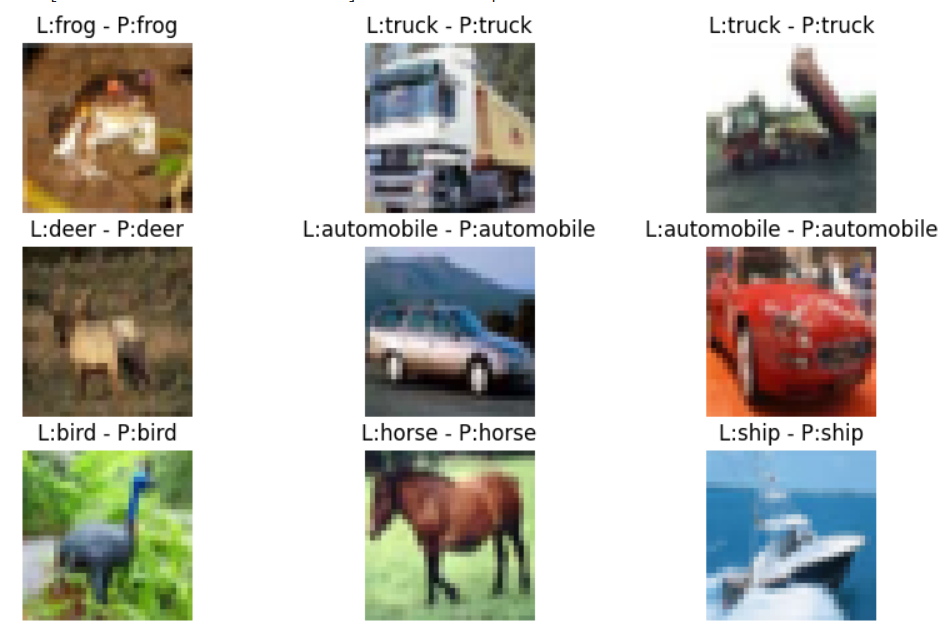 L:frog - P:frog
L:truck - P:truck
L:truck - P:truck
L:deer - P:deer
L:automobile - P:automobile
L:automobile - P:automobile
L:bird - P:bird
L:horse - P:horse
L:ship - P:ship